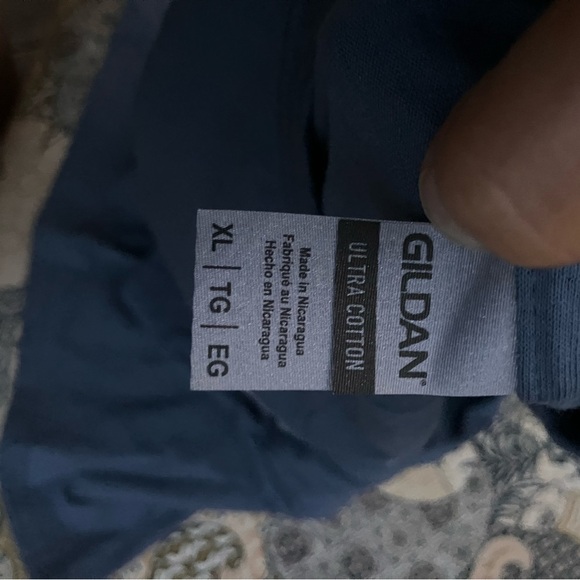 GILDAN®
ULTRA COTTON
Made in Nicaragua
Fabriqué au Nicaragua
Hecho en Nicaragua
XL | TG | EG